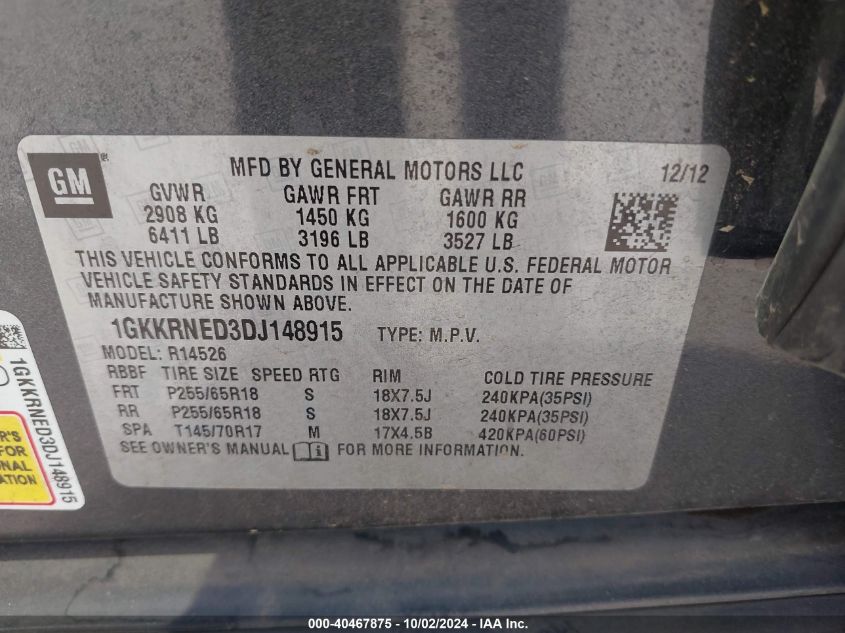 GM
MFD BY GENERAL MOTORS LLC 12/12
GVWR GAWR FRT GAWR RR
2908 KG 1450 KG 1600 KG
6411 LB 3196 LB 3527 LB
THIS VEHICLE CONFORMS TO ALL APPLICABLE U.S. FEDERAL MOTOR
VEHICLE SAFETY STANDARDS IN EFFECT ON THE DATE OF
MANUFACTURE SHOWN ABOVE.
1GKKRNED3DJ148915 TYPE: M.P.V.
MODEL: R14526
RBBF TIRE SIZE SPEED RTG RIM COLD TIRE PRESSURE
FRT P255/65R18 S 18X7.5J 240KPA(35PSI)
RR P255/65R18 S 18X7.5J 240KPA(35PSI)
SPA T145/70R17 M 17X4.5B 420KPA(60PSI)
SEE OWNER'S MANUAL FOR MORE INFORMATION.
1GKKRNED3DJ148915
R'S
FOR
NAL
ATION
000-40467875 - 10/02/2024 - IAA Inc.